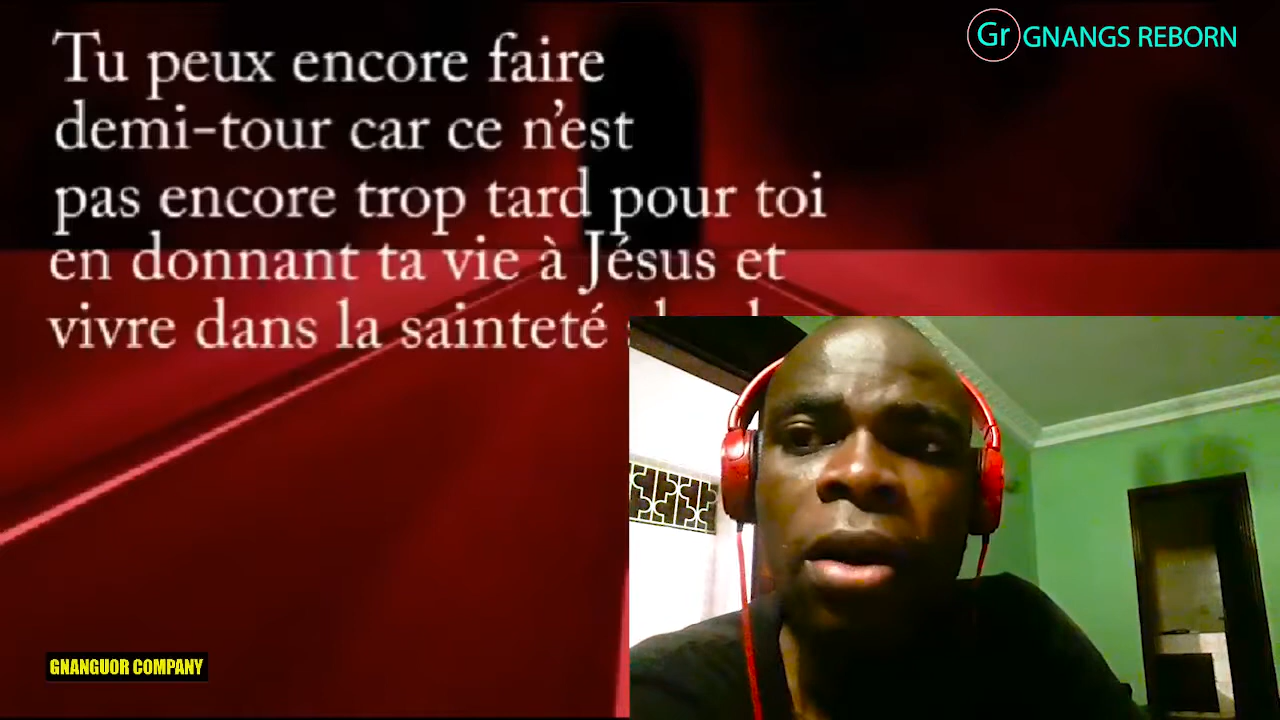 Gr GNANGS REBORN
Tu peux encore faire
demi-tour car ce n’est
pas encore trop tard pour toi
en donnant ta vie à Jésus et
vivre dans la sainteté
GNANGUOR COMPANY